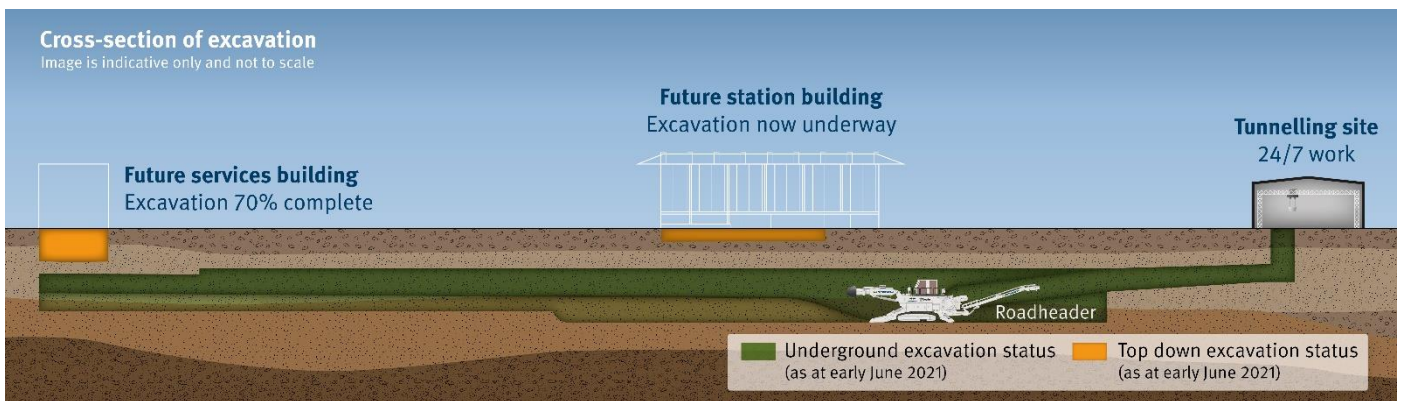 Cross-section of excavation
Image is indicative only and not to scale
Future station building
Excavation now underway
Tunnelling site
24/7 work
Future services building
Excavation 70% complete
Roadheader
Underground excavation status
(as at early June 2021)
Top down excavation status
(as at early June 2021)